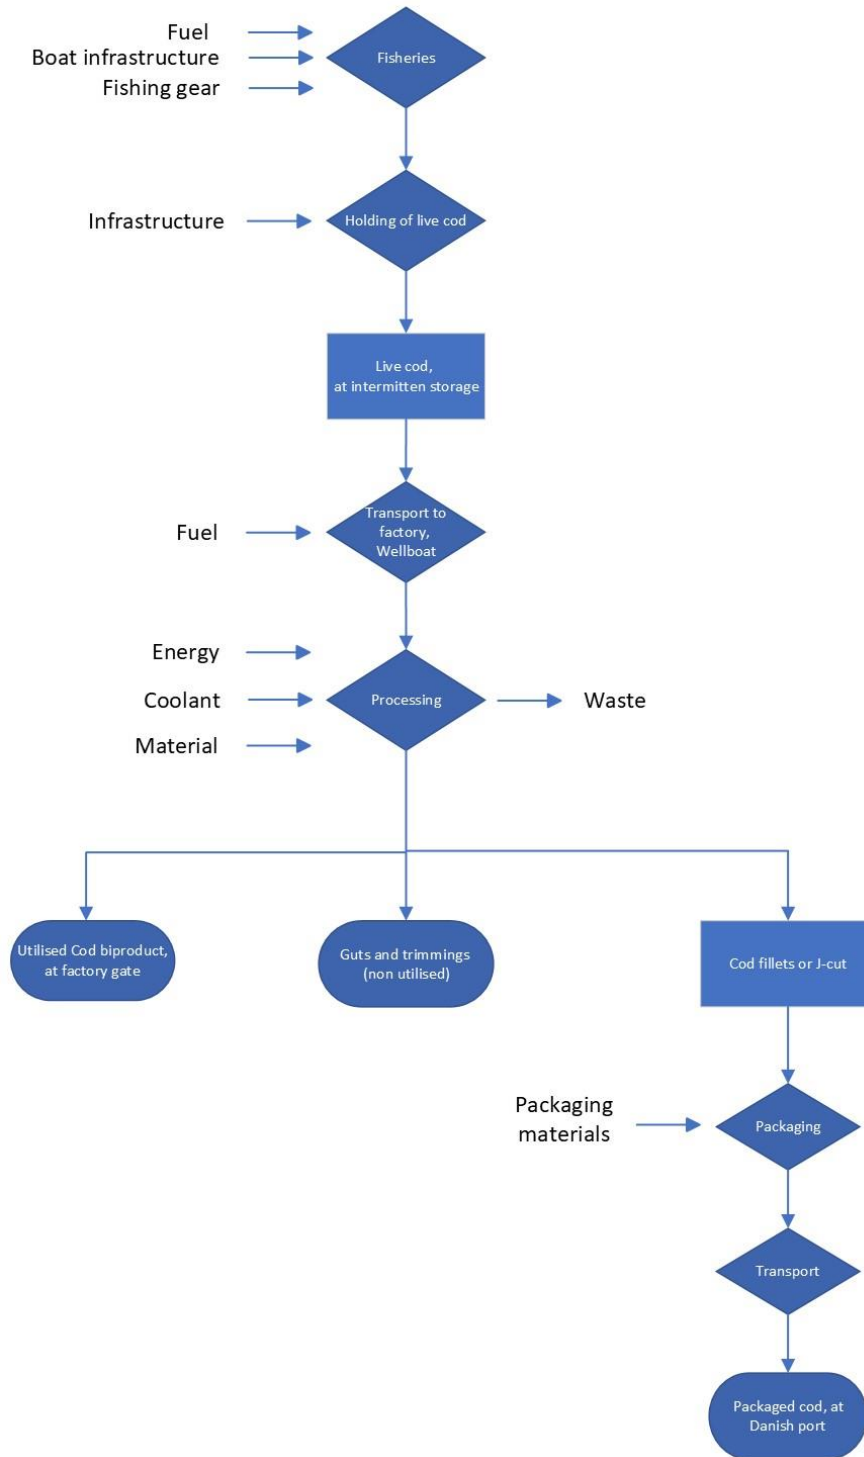 Fuel
Boat infrastructure
Fishing gear
Fisheries
Infrastructure
Holding of live cod
Live cod,
at intermitten storage
Fuel
Transport to
factory,
Wellboat
Energy
Coolant
Material
Processing
Waste
Utilised Cod biproduct,
at factory gate
Guts and trimmings
(non utilised)
Cod fillets or J-cut
Packaging
materials
Packaging
Transport
Packaged cod, at
Danish port